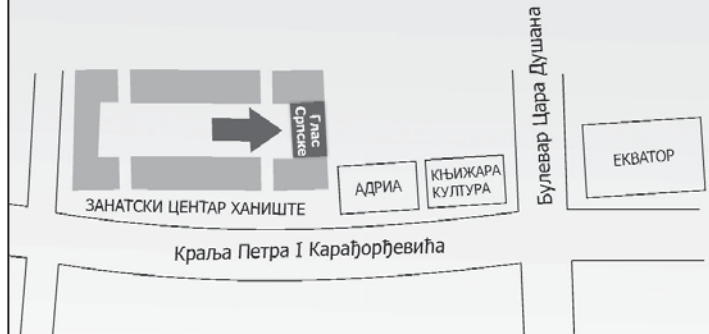 Глас
Српске
АДРИА
КЊИЖАРА
КУЛТУРА
Булевар Цара Душана
ЕКВАТОР
ЗАНАТСКИ ЦЕНТАР ХАНИШТЕ
Краља Петра I Карађорђевића